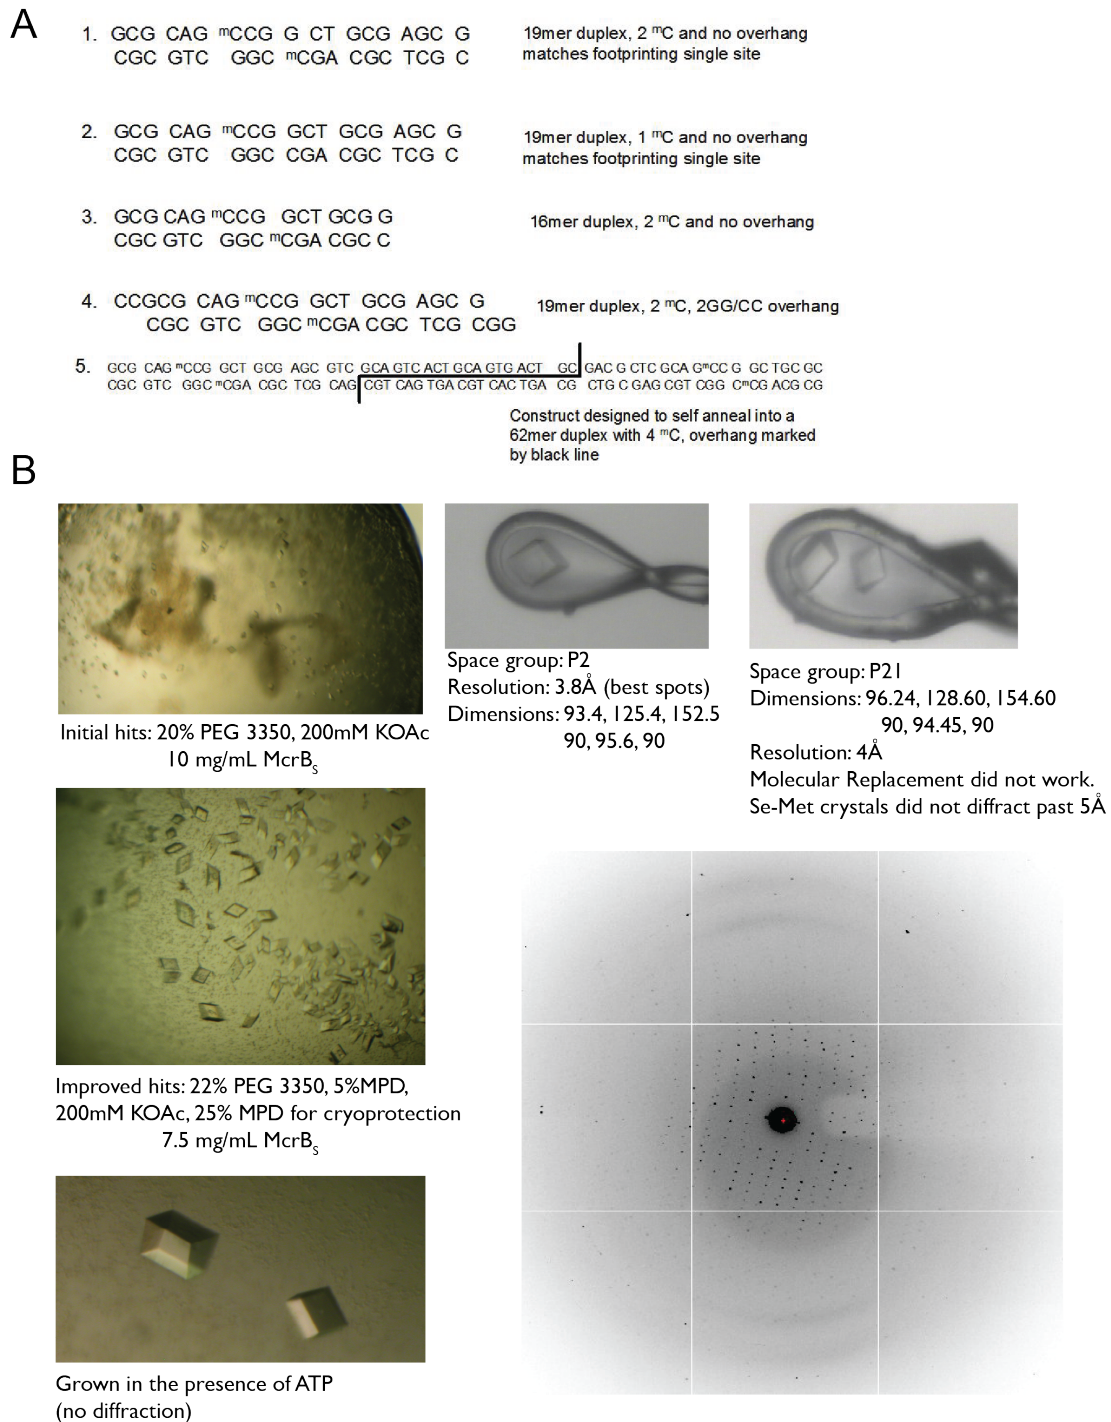 A
1. GCG CAG ᵐCCG G CT GCG AGC G
CGC GTC GGC ᵐCGA CGC TCG C
19mer duplex, 2 ᵐC and no overhang
matches footprinting single site
2. GCG CAG ᵐCCG GCT GCG AGC G
CGC GTC GGC CGA CGC TCG C
19mer duplex, 1 ᵐC and no overhang
matches footprinting single site
3. GCG CAG ᵐCCG GCT GCG G
CGC GTC GGC ᵐCGA CGC C
16mer duplex, 2 ᵐC and no overhang
4. CCGCG CAG ᵐCCG GCT GCG AGC G
CGC GTC GGC ᵐCGA CGC TCG CGG
19mer duplex, 2 ᵐC, 2GG/CC overhang
5. GCG CAG ᵐCCG GCT GCG AGC GTC GCA GTC ACT GCA GTG ACT GC GAC G CTC GCA G ᵐCC G GC TGC GC
CGC GTC GGC ᵐCGA CGC TCG CAG CGT CAG TGA CGT CAC TGA CG CTG C GAG CGT CGG C ᵐCG ACG CG
Construct designed to self anneal into a
62mer duplex with 4 ᵐC, overhang marked
by black line
B
Initial hits: 20% PEG 3350, 200mM KOAc
10 mg/mL McrBₛ
Space group: P2
Resolution: 3.8Å (best spots)
Dimensions: 93.4, 125.4, 152.5
90, 95.6, 90
Space group: P21
Dimensions: 96.24, 128.60, 154.60
90, 94.45, 90
Resolution: 4Å
Molecular Replacement did not work.
Se-Met crystals did not diffract past 5Å
Improved hits: 22% PEG 3350, 5%MPD,
200mM KOAc, 25% MPD for cryoprotection
7.5 mg/mL McrBₛ
Grown in the presence of ATP
(no diffraction)